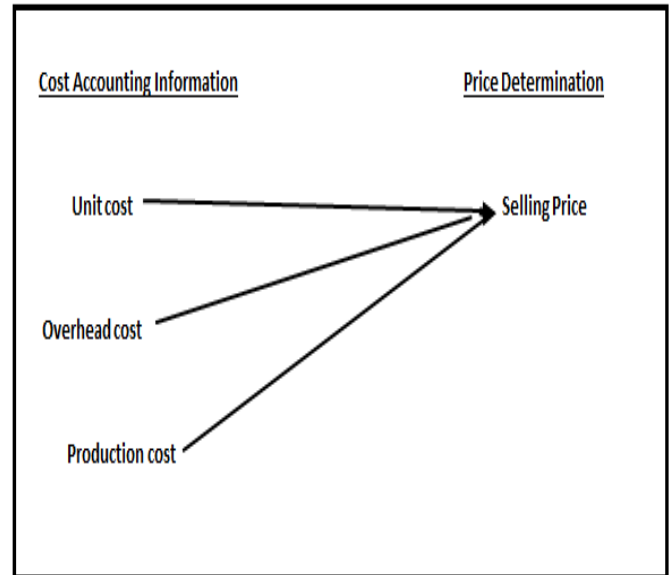 Cost Accounting Information
Price Determination
Unit cost
Selling Price
Overhead cost
Production cost